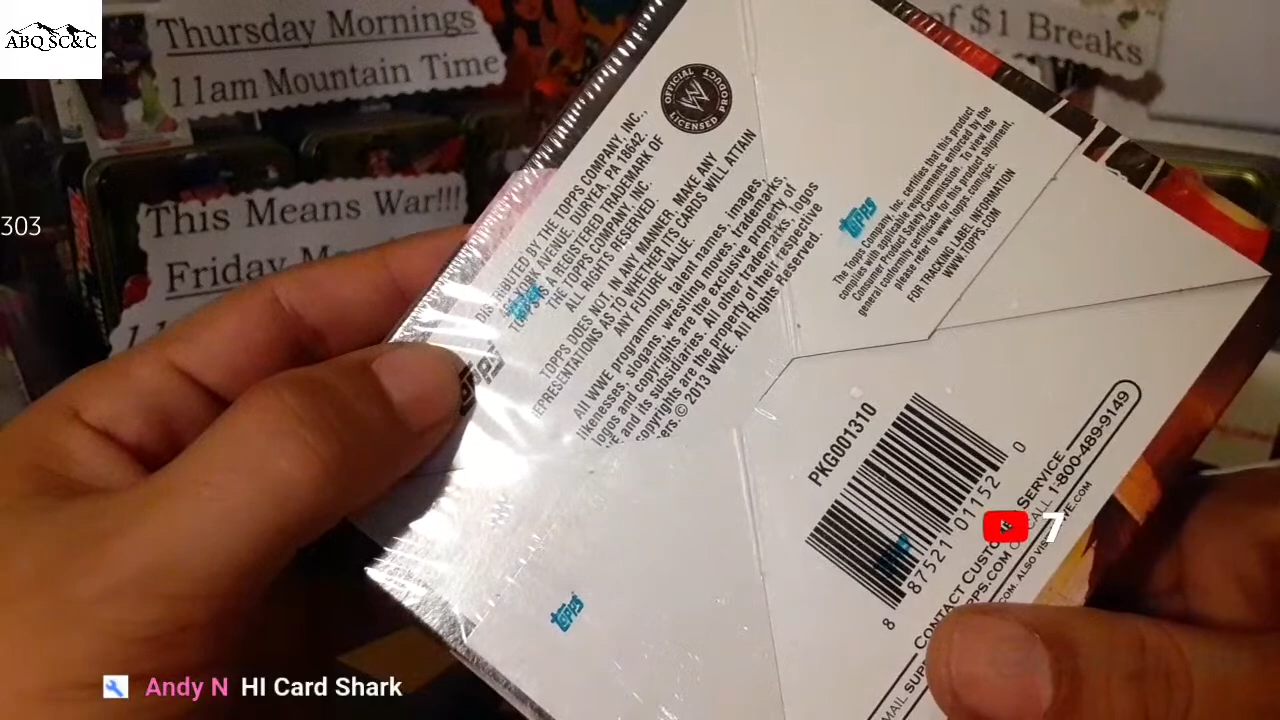 ABQ SC&C
Thursday Mornings
11am Mountain Time
of $1 Breaks
This Means War!!!
Friday
303
OFFICIAL
W
LICENSED PRODUCT
BY THE TOPPS COMPANY, INC.,
AVENUE, DURYEA, PA 18642.
A REGISTERED TRADEMARK OF
THE TOPPS COMPANY, INC.
ALL RIGHTS RESERVED.
TOPPS DOES NOT, IN ANY MANNER, MAKE ANY
REPRESENTATIONS AS TO WHETHER ITS CARDS WILL ATTAIN
ANY FUTURE VALUE.
All WWE programming, talent names, images,
likenesses, slogans, wrestling moves, trademarks,
logos and copyrights are the exclusive property of
and its subsidiaries. All other trademarks, logos
copyrights are the property of their respective
© 2013 WWE. All Rights Reserved.
topps
topps
The Topps Company, Inc. certifies that this product
complies with applicable requirements enforced by the
Consumer Product Safety Commission. To view the
general conformity certificate for this product shipment,
please refer to www.topps.com/gcc.
FOR TRACKING LABEL INFORMATION
WWW.TOPPS.COM
PKG001310
8 87521 01152 0
CONTACT CUSTO SERVICE
CALL 1-800-489-9149
topps
7
Andy N HI Card Shark